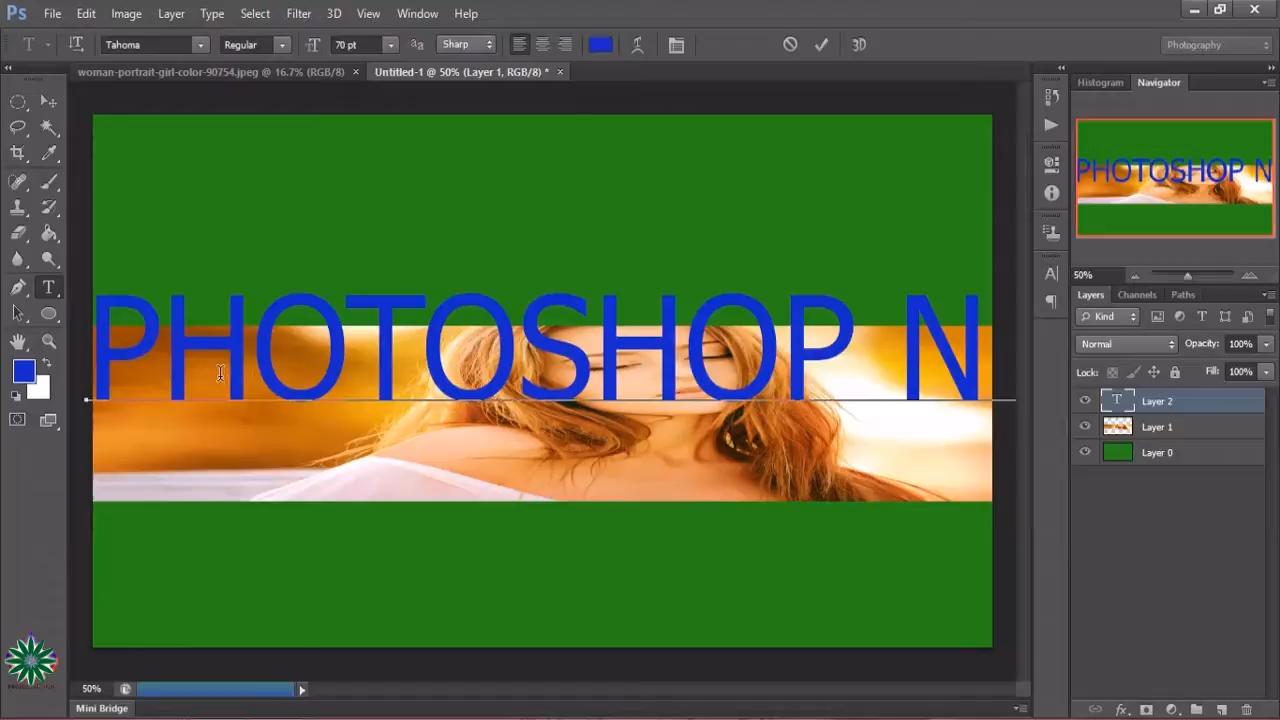 Ps File Edit Image Layer Type Select Filter 3D View Window Help
T Tahoma Regular 70 pt aa Sharp 3D Photography
woman-portrait-girl-color-90754.jpeg @ 16.7% (RGB/8) × Untitled-1 @ 50% (Layer 1, RGB/8) * ×
Histogram Navigator
PHOTOSHOP N
50%
Layers Channels Paths
Kind
Normal Opacity: 100%
Lock: Fill: 100%
T Layer 2
Layer 1
Layer 0
PHOTOSHOP N
50%
Mini Bridge